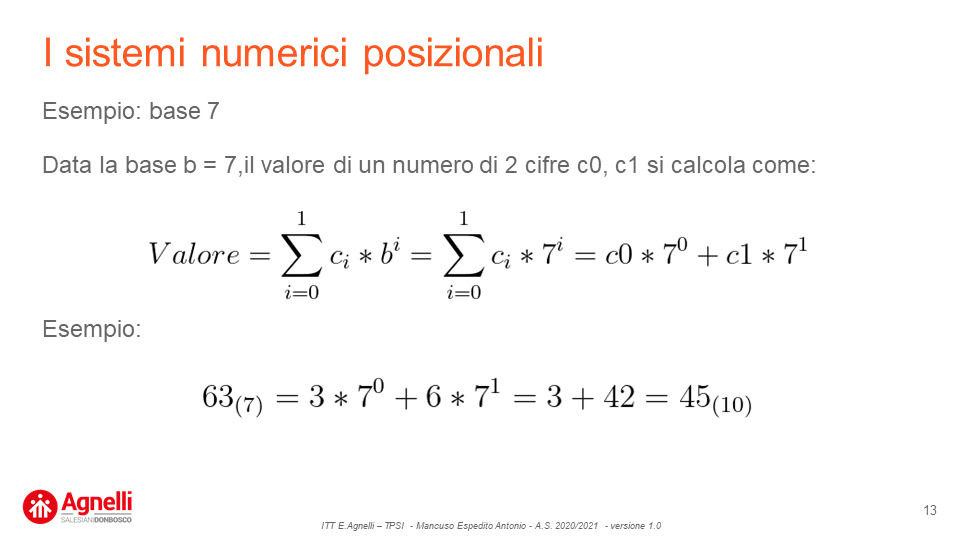 I sistemi numerici posizionali
Esempio: base 7
Data la base b = 7,il valore di un numero di 2 cifre c0, c1 si calcola come:
$Valore = \sum_{i=0}^{1} c_i * b^i = \sum_{i=0}^{1} c_i * 7^i = c0 * 7^0 + c1 * 7^1$
Esempio:
$63_{(7)} = 3 * 7^0 + 6 * 7^1 = 3 + 42 = 45_{(10)}$
Agnelli
SALESIANI DONBOSCO
ITT E.Agnelli – TPSI - Mancuso Espedito Antonio - A.S. 2020/2021 - versione 1.0
13